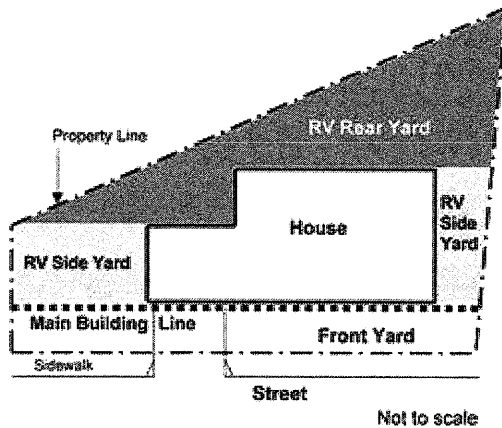 RV Rear Yard
Property Line
RV
Side
Yard
House
RV Side Yard
Main Building Line
Front Yard
Sidewalk
Street
Not to scale